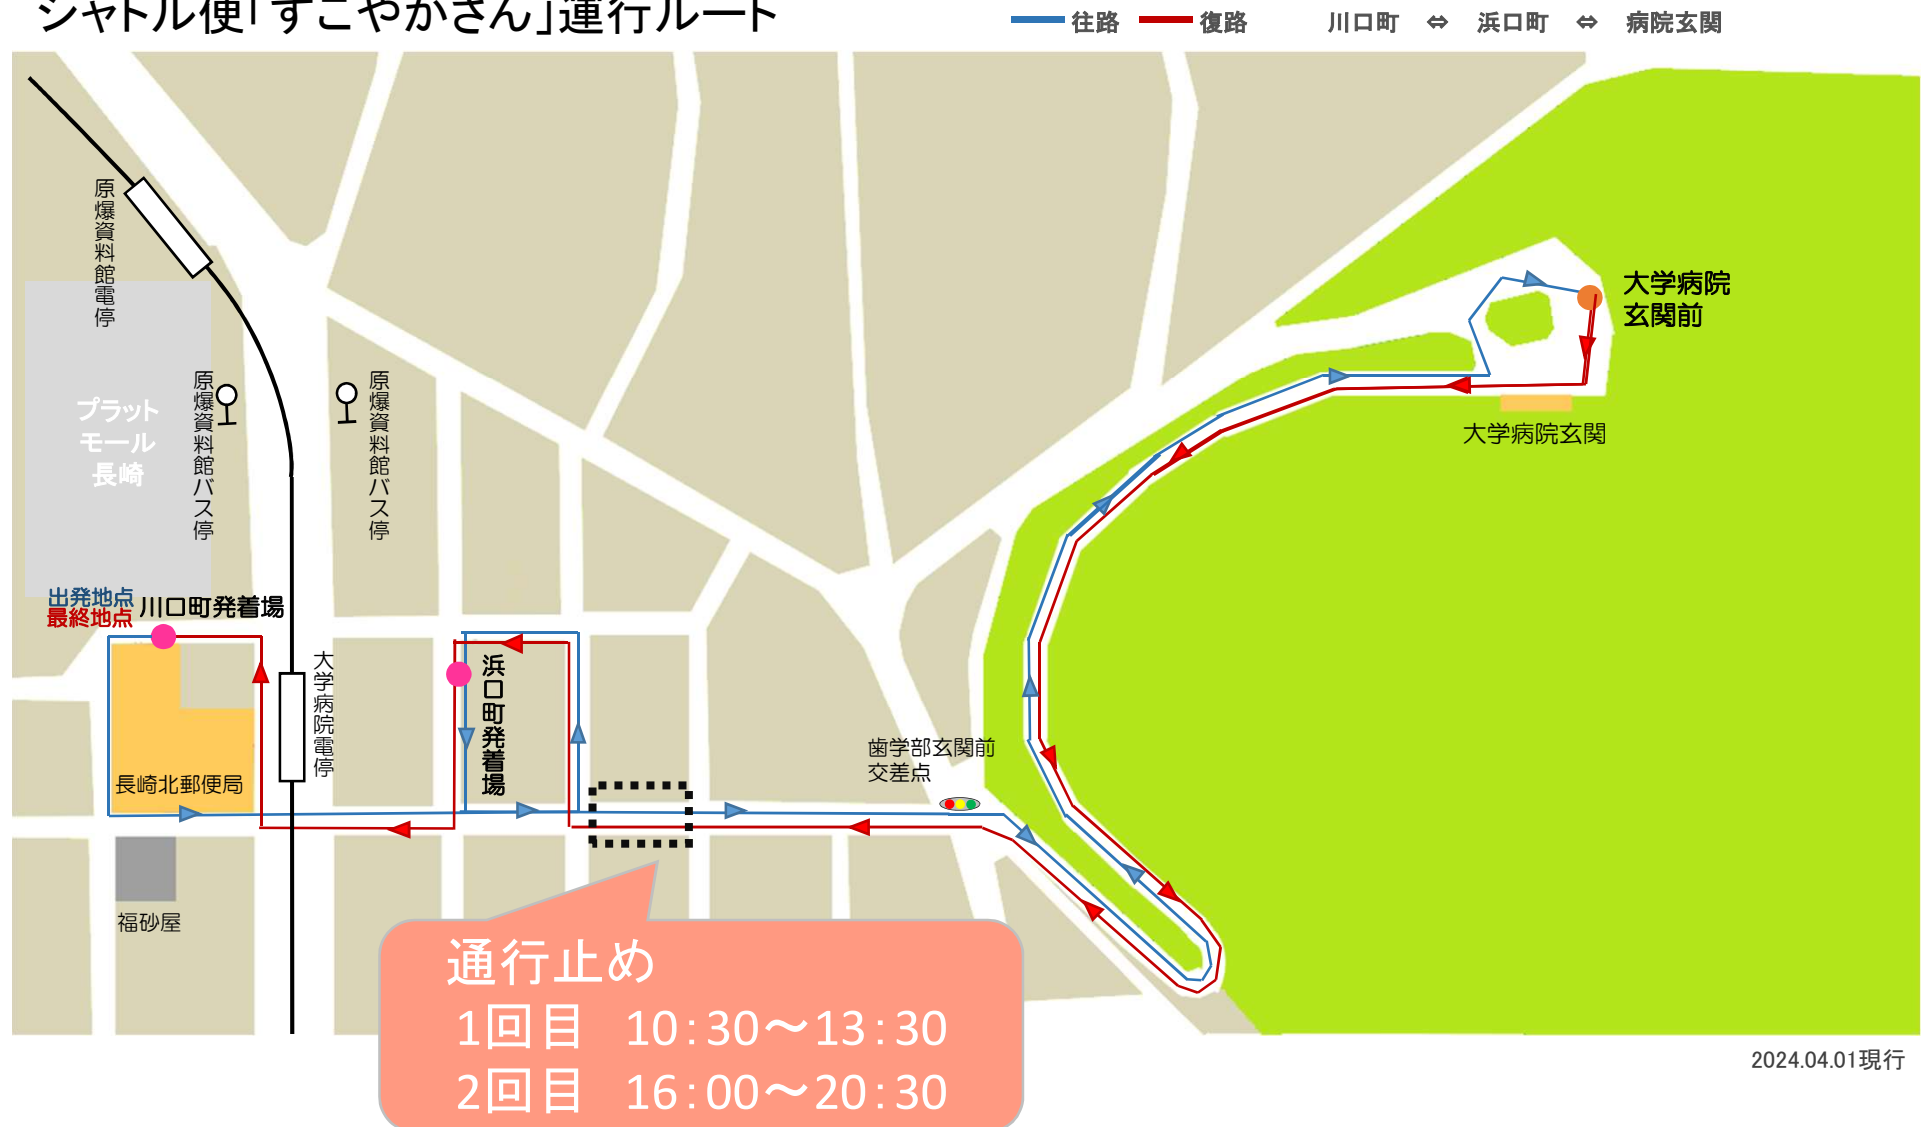 シャトル便「すこやかさん」運行ルート
往路 復路 川口町 ⇔ 浜口町 ⇔ 病院玄関
原爆資料館電停
大学病院
玄関前
原爆資料館バス停
原爆資料館バス停
プラット
モール
長崎
大学病院玄関
出発地点
最終地点
川口町発着場
大学病院電停
浜口町発着場
歯学部玄関前
交差点
長崎北郵便局
福砂屋
通行止め
1回目 10:30～13:30
2回目 16:00～20:30
2024.04.01現行